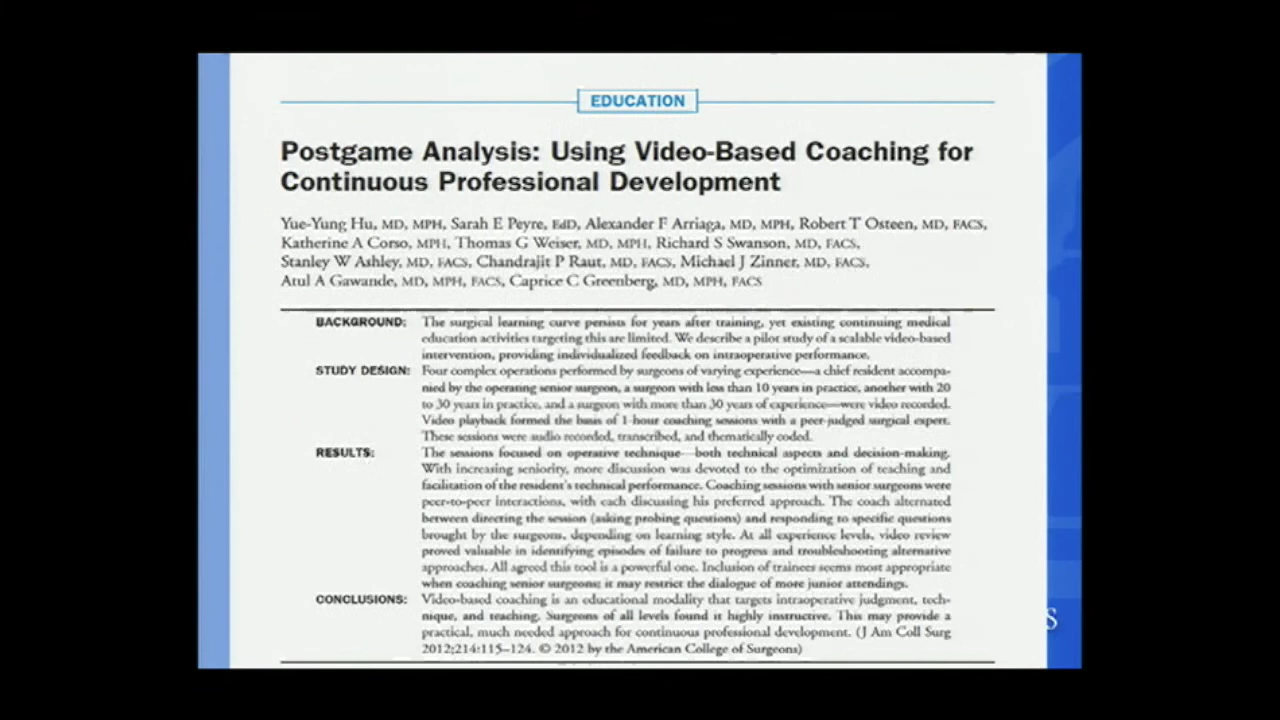 EDUCATION
Postgame Analysis: Using Video-Based Coaching for
Continuous Professional Development
Yue-Yung Hu, MD, MPH, Sarah E Peyre, EdD, Alexander F Arriaga, MD, MPH, Robert T Osteen, MD, FACS,
Katherine A Corso, MPH, Thomas G Weiser, MD, MPH, Richard S Swanson, MD, FACS,
Stanley W Ashley, MD, FACS, Chandrajit P Raut, MD, FACS, Michael J Zinner, MD, FACS,
Atul A Gawande, MD, MPH, FACS, Caprice C Greenberg, MD, MPH, FACS
BACKGROUND: The surgical learning curve persists for years after training, yet existing continuing medical
education activities targeting this are limited. We describe a pilot study of a scalable video-based
intervention, providing individualized feedback on intraoperative performance.
STUDY DESIGN: Four complex operations performed by surgeons of varying experience—a chief resident accompa-
nied by the operating senior surgeon, a surgeon with less than 10 years in practice, another with 20
to 30 years in practice, and a surgeon with more than 30 years of experience—were video recorded.
Video playback formed the basis of 1-hour coaching sessions with a peer-judged surgical expert.
These sessions were audio recorded, transcribed, and thematically coded.
RESULTS: The sessions focused on operative technique—both technical aspects and decision-making.
With increasing seniority, more discussion was devoted to the optimization of teaching and
facilitation of the resident's technical performance. Coaching sessions with senior surgeons were
peer-to-peer interactions, with each discussing his preferred approach. The coach alternated
between directing the session (asking probing questions) and responding to specific questions
brought by the surgeons, depending on learning style. At all experience levels, video review
proved valuable in identifying episodes of failure to progress and troubleshooting alternative
approaches. All agreed this tool is a powerful one. Inclusion of trainees seems most appropriate
when coaching senior surgeons; it may restrict the dialogue of more junior attendings.
CONCLUSIONS: Video-based coaching is an educational modality that targets intraoperative judgment, tech-
nique, and teaching. Surgeons of all levels found it highly instructive. This may provide a
practical, much needed approach for continuous professional development. (J Am Coll Surg
2012;214:115–124. © 2012 by the American College of Surgeons)
S